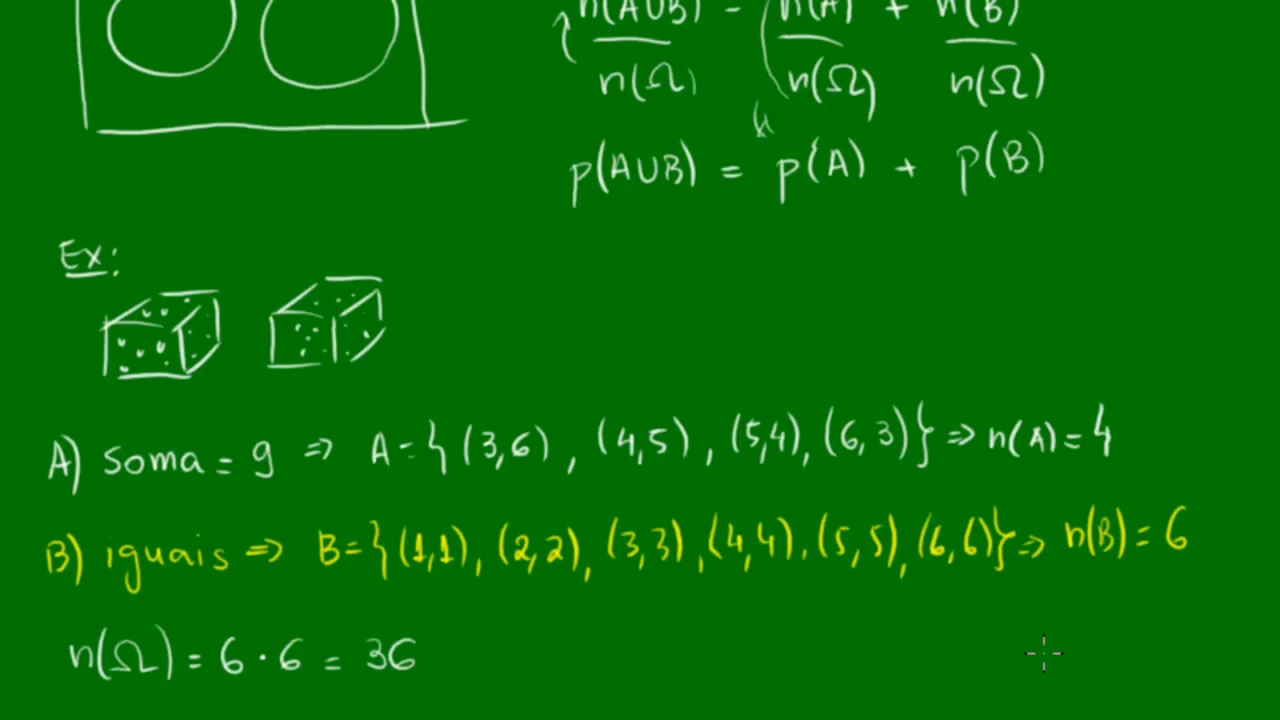 n(A∪B) = n(A) + n(B)
n(Ω) n(Ω) n(Ω)
p(A∪B) = p(A) + p(B)
Ex:
A) soma = 9 ⇒ A = { (3,6) , (4,5) , (5,4), (6,3)} ⇒ n(A) = 4
B) iguais ⇒ B = { (1,1) , (2,2) , (3,3) , (4,4) , (5,5) , (6,6)} ⇒ n(B) = 6
n(Ω) = 6 · 6 = 36